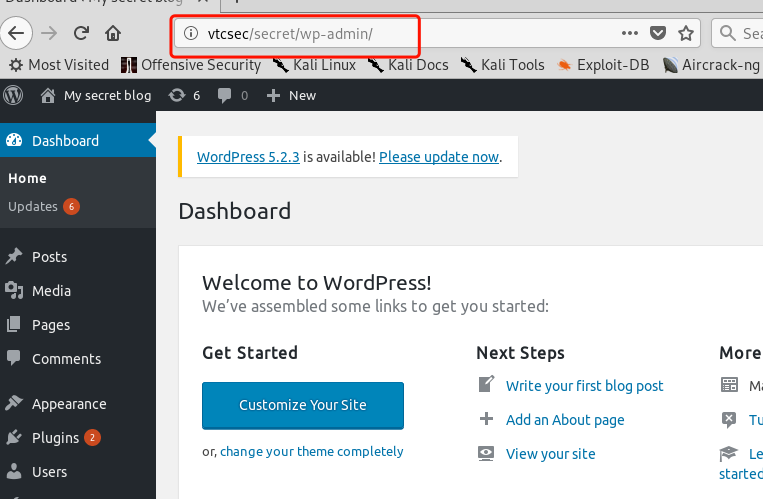 Dashboard ‹ My secret blog
vtcsec/secret/wp-admin/
Sea
Most Visited Offensive Security Kali Linux Kali Docs Kali Tools Exploit-DB Aircrack-ng
My secret blog 6 0 New
Dashboard
Home
Updates 6
Posts
Media
Pages
Comments
Appearance
Plugins 2
Users
WordPress 5.2.3 is available! Please update now.
Dashboard
Welcome to WordPress!
We've assembled some links to get you started:
Get Started
Customize Your Site
or, change your theme completely
Next Steps
Write your first blog post
Add an About page
View your site
More
Ma
Tu
Le
started